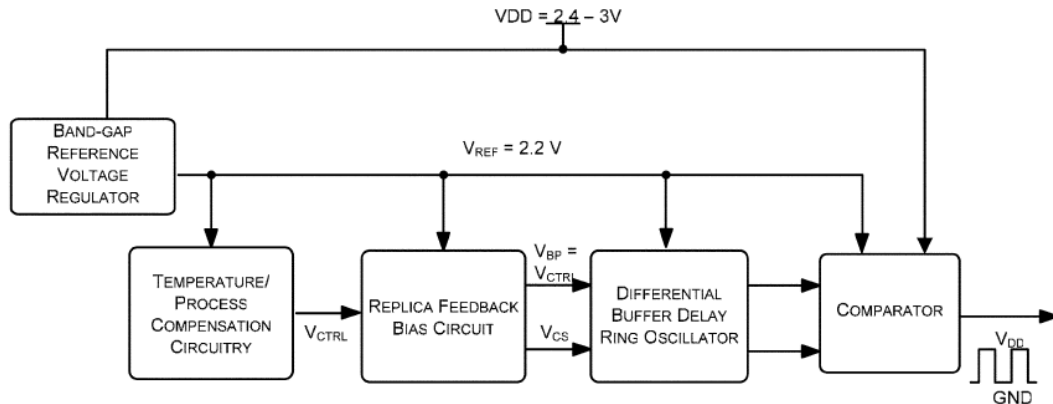 VDD = 2.4 – 3V
BAND-GAP
REFERENCE
VOLTAGE
REGULATOR
VREF = 2.2 V
TEMPERATURE/
PROCESS
COMPENSATION
CIRCUITRY
VCTRL
REPLICA FEEDBACK
BIAS CIRCUIT
VBP =
VCTRL
VCS
DIFFERENTIAL
BUFFER DELAY
RING OSCILLATOR
COMPARATOR
VDD
GND